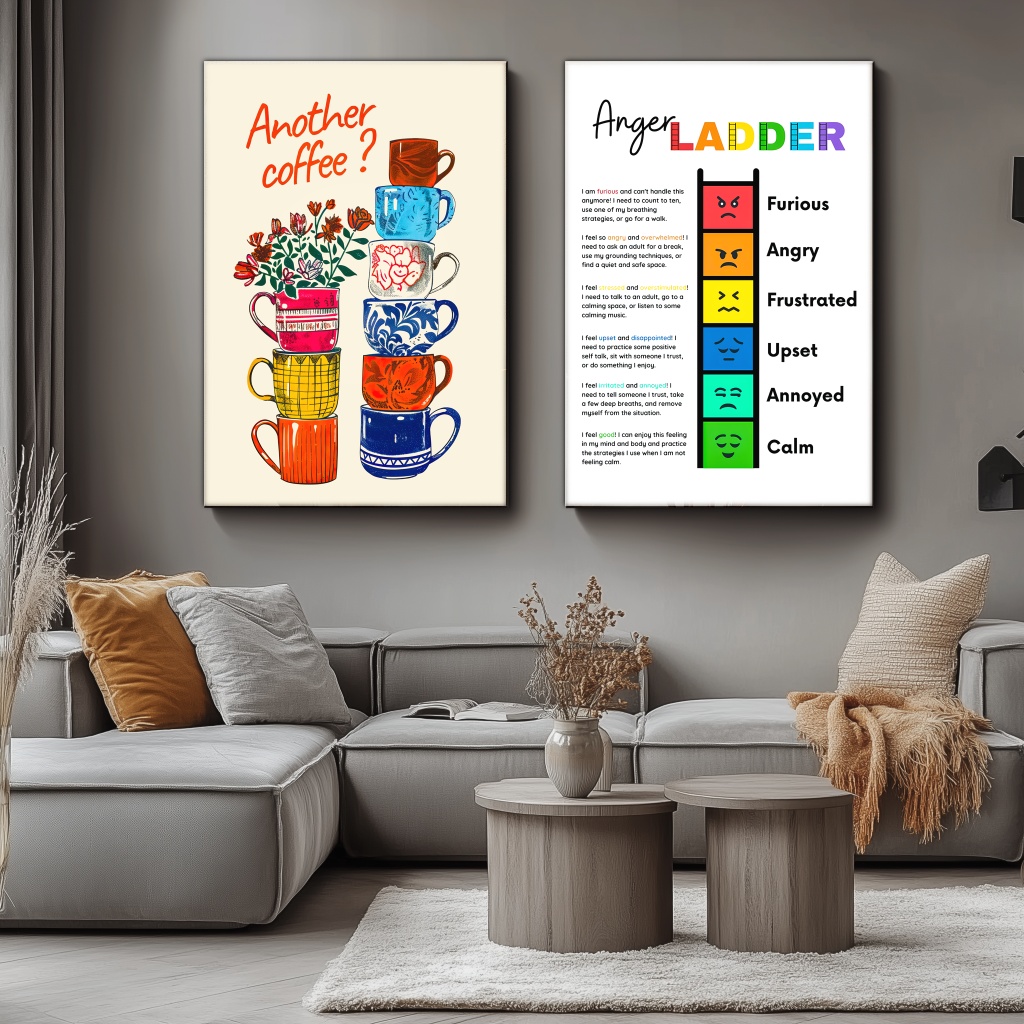 Another
coffee ?
Anger LADDER
I am furious and can't handle this
anymore! I need to count to ten,
use one of my breathing
strategies, or go for a walk.
Furious
I feel so angry and overwhelmed! I
need to ask an adult for a break,
use my grounding techniques, or
find a quiet and safe space.
Angry
I feel stressed and overstimulated!
I need to talk to an adult, go to a
calming space, or listen to some
calming music.
Frustrated
I feel upset and disappointed! I
need to practice some positive
self talk, sit with someone I trust,
or do something I enjoy.
Upset
I feel irritated and annoyed! I
need to tell someone I trust, take
a few deep breaths, and remove
myself from the situation.
Annoyed
I feel good! I can enjoy this feeling
in my mind and body and practice
the strategies I use when I am not
feeling calm.
Calm